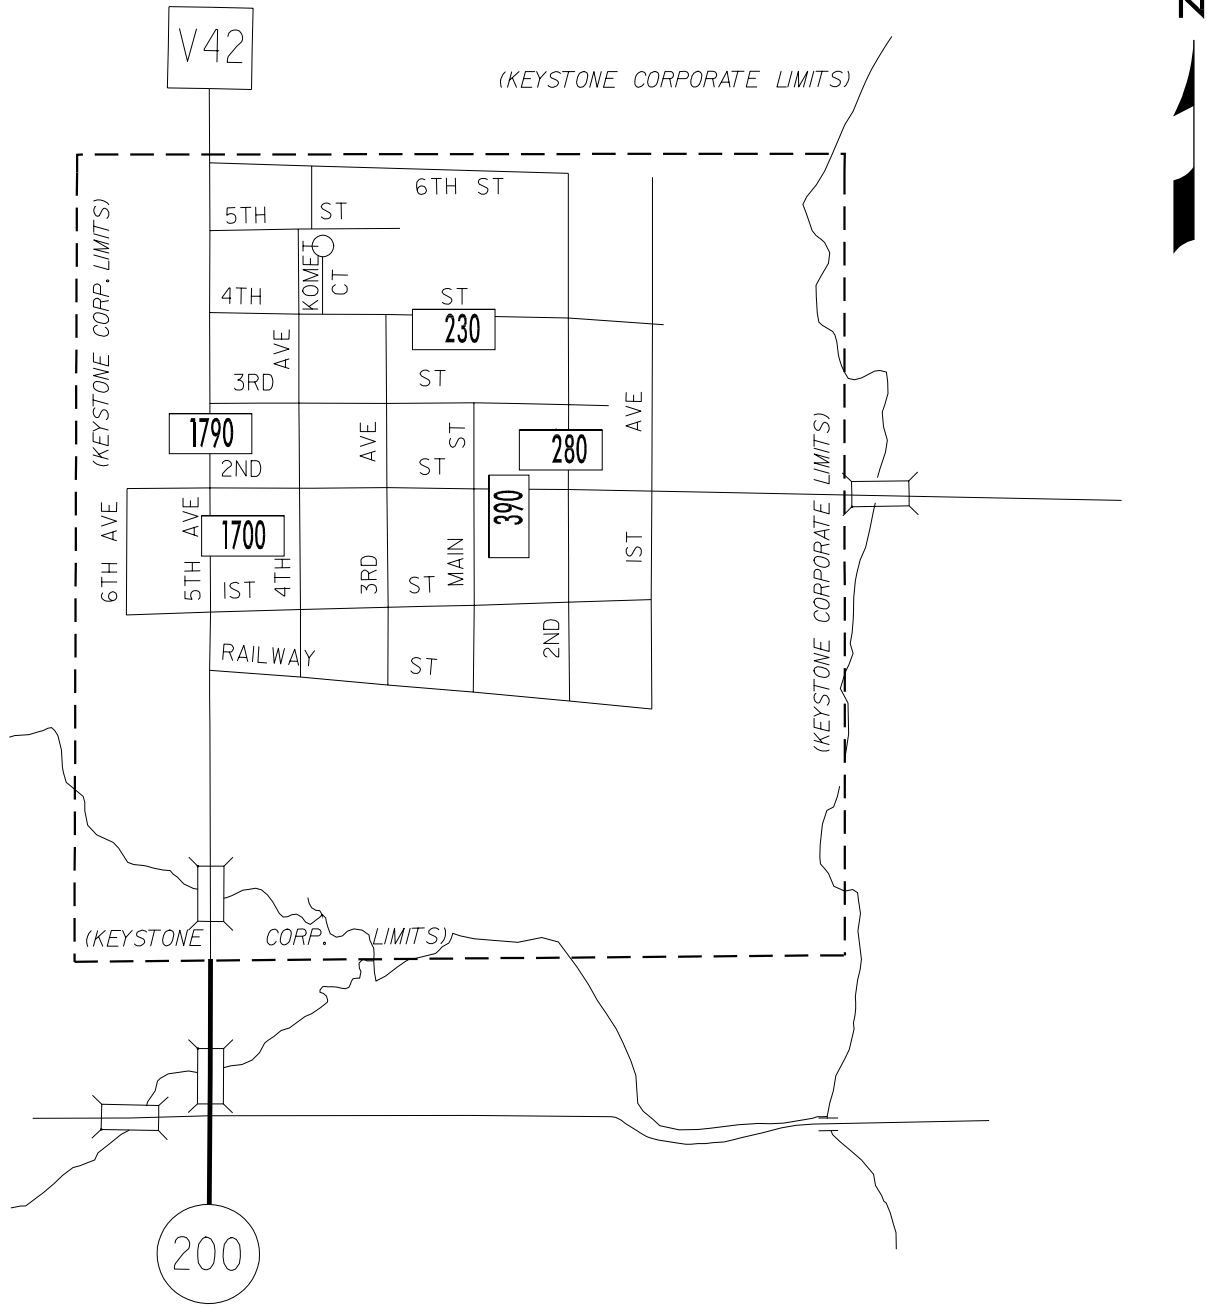 N
V42
(KEYSTONE CORPORATE LIMITS)
6TH ST
5TH ST
(KEYSTONE CORP. LIMITS)
KOMET
CT
4TH ST
230
AVE
3RD ST
AVE
1790
AVE
ST
280
2ND ST
(KEYSTONE CORPORATE LIMITS)
390
6TH AVE
5TH AVE
1700
4TH
3RD
MAIN
IST
IST ST
2ND
RAILWAY ST
(KEYSTONE CORP. LIMITS)
200